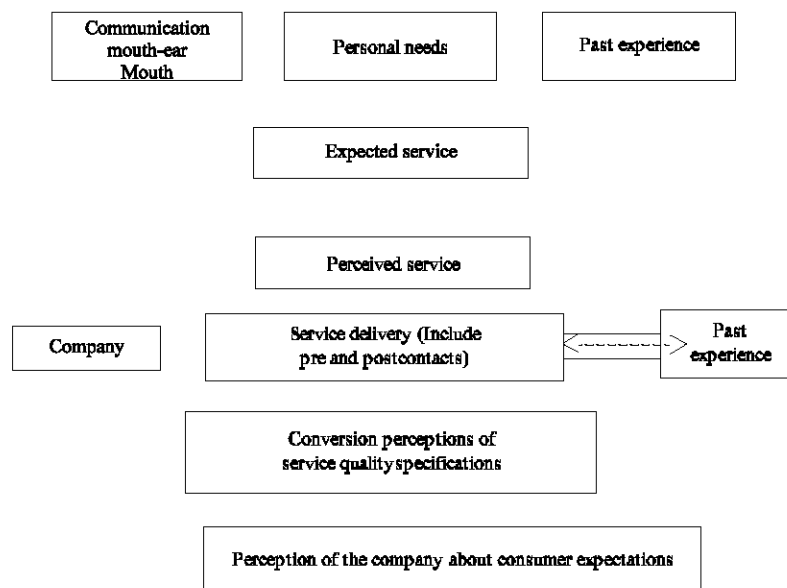 Communication
mouth-ear
Mouth
Personal needs
Past experience
Expected service
Perceived service
Company
Service delivery (Include
pre and postcontacts)
Past
experience
Conversion perceptions of
service quality specifications
Perception of the company about consumer expectations